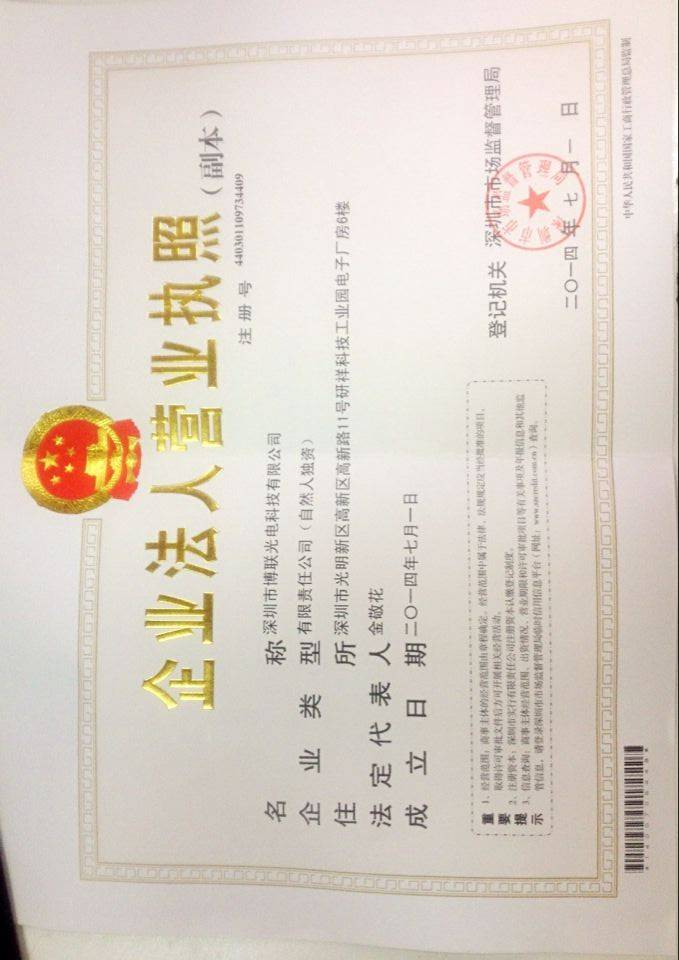 企业法人营业执照
（副本）
注册号 440301109734409
名称 深圳市博联光电科技有限公司
企业类型 有限责任公司（自然人独资）
住所 深圳市光明新区高新区高新路11号研祥科技工业园电子厂房6楼
法定代表人 金敬花
成立日期 二〇一四年七月一日
重要提示
1、经营范围：商事主体的经营范围由章程确定。经营范围中属于法律、法规规定应当经批准的项目，
取得许可审批文件后方可开展相关经营活动。
2、注册资本：深圳市实行有限责任公司注册资本认缴登记制度。
3、信息查询：商事主体经营范围、出资情况、营业期限和许可审批项目等有关事项及年报信息和其他监
管信息，请登录深圳市市场监督管理局临时信用信息平台（网址：www.szcredit.com.cn）查询。
登记机关 深圳市市场监督管理局
二〇一四年七月一日
中华人民共和国国家工商行政管理总局监制